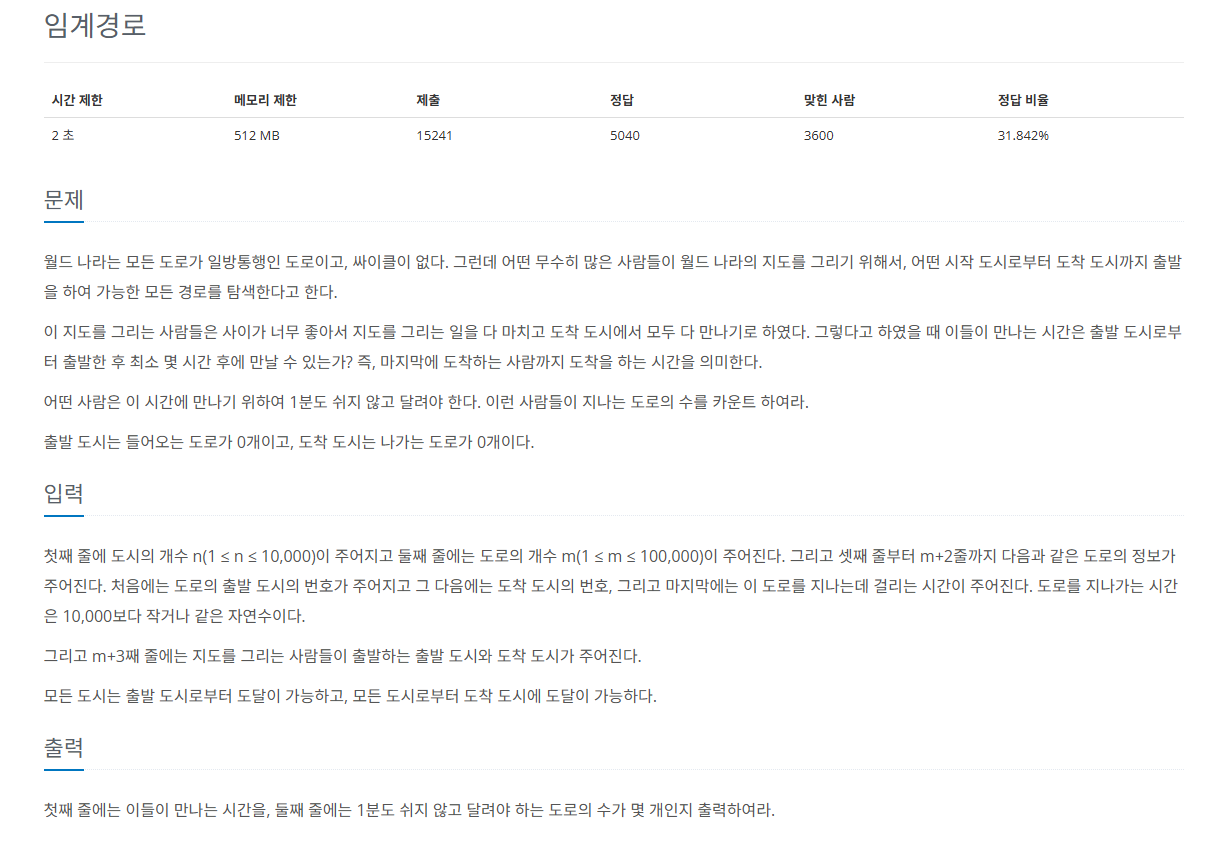 임계경로
시간 제한 메모리 제한 제출 정답 맞힌 사람 정답 비율
2 초 512 MB 15241 5040 3600 31.842%
문제
월드 나라는 모든 도로가 일방통행인 도로이고, 싸이클이 없다. 그런데 어떤 무수히 많은 사람들이 월드 나라의 지도를 그리기 위해서, 어떤 시작 도시로부터 도착 도시까지 출발
을 하여 가능한 모든 경로를 탐색한다고 한다.
이 지도를 그리는 사람들은 사이가 너무 좋아서 지도를 그리는 일을 다 마치고 도착 도시에서 모두 다 만나기로 하였다. 그렇다고 하였을 때 이들이 만나는 시간은 출발 도시로부
터 출발한 후 최소 몇 시간 후에 만날 수 있는가? 즉, 마지막에 도착하는 사람까지 도착을 하는 시간을 의미한다.
어떤 사람은 이 시간에 만나기 위하여 1분도 쉬지 않고 달려야 한다. 이런 사람들이 지나는 도로의 수를 카운트 하여라.
출발 도시는 들어오는 도로가 0개이고, 도착 도시는 나가는 도로가 0개이다.
입력
첫째 줄에 도시의 개수 n(1 ≤ n ≤ 10,000)이 주어지고 둘째 줄에는 도로의 개수 m(1 ≤ m ≤ 100,000)이 주어진다. 그리고 셋째 줄부터 m+2줄까지 다음과 같은 도로의 정보가
주어진다. 처음에는 도로의 출발 도시의 번호가 주어지고 그 다음에는 도착 도시의 번호, 그리고 마지막에는 이 도로를 지나는데 걸리는 시간이 주어진다. 도로를 지나가는 시간
은 10,000보다 작거나 같은 자연수이다.
그리고 m+3째 줄에는 지도를 그리는 사람들이 출발하는 출발 도시와 도착 도시가 주어진다.
모든 도시는 출발 도시로부터 도달이 가능하고, 모든 도시로부터 도착 도시에 도달이 가능하다.
출력
첫째 줄에는 이들이 만나는 시간을, 둘째 줄에는 1분도 쉬지 않고 달려야 하는 도로의 수가 몇 개인지 출력하여라.